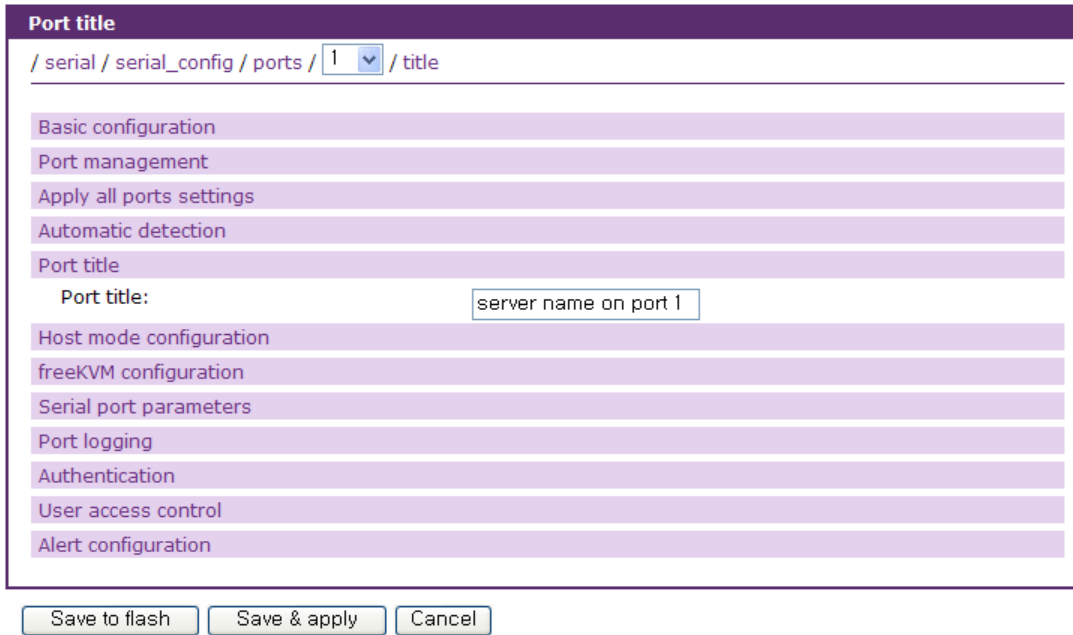 Port title
/ serial / serial_config / ports / 1 / title
Basic configuration
Port management
Apply all ports settings
Automatic detection
Port title
Port title: server name on port 1
Host mode configuration
freeKVM configuration
Serial port parameters
Port logging
Authentication
User access control
Alert configuration
Save to flash Save & apply Cancel